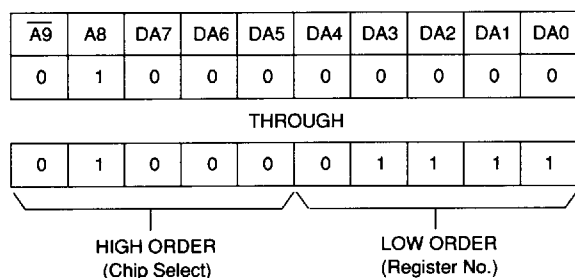 A̅9̅ A8 DA7 DA6 DA5 DA4 DA3 DA2 DA1 DA0
0 1 0 0 0 0 0 0 0 0
THROUGH
0 1 0 0 0 0 1 1 1 1
HIGH ORDER LOW ORDER
(Chip Select) (Register No.)